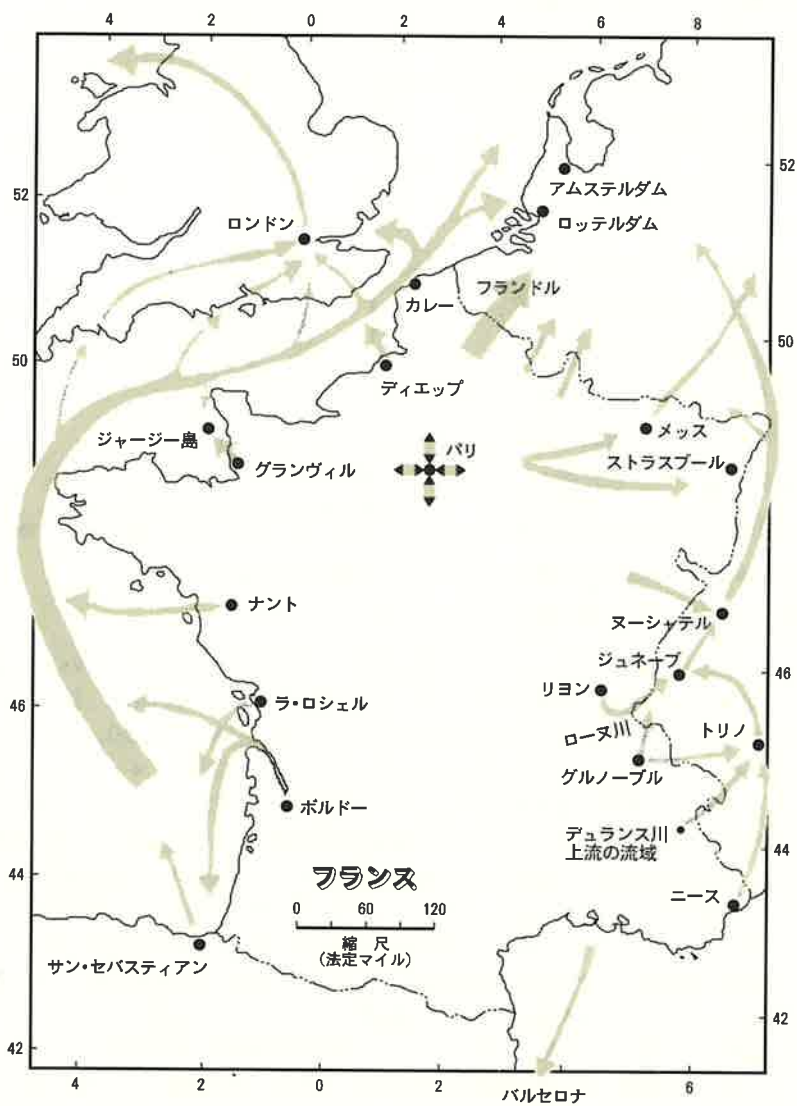 4 2 0 2 4 6 8
52
52
アムステルダム
ロンドン
ロッテルダム
カレー
フランドル
50
50
ディエップ
ジャージー島
メッス
パリ
グランヴィル
ストラスブール
ナント
ヌーシャテル
ジュネーブ
46
46
リヨン
ラ・ロシェル
ローヌ川
トリノ
グルノーブル
ボルドー
デュランス川
上流の流域
44
44
フランス
ニース
0 60 120
縮 尺
(法定マイル)
サン・セバスティアン
42
42
4 2 0 2 4 6
バルセロナ